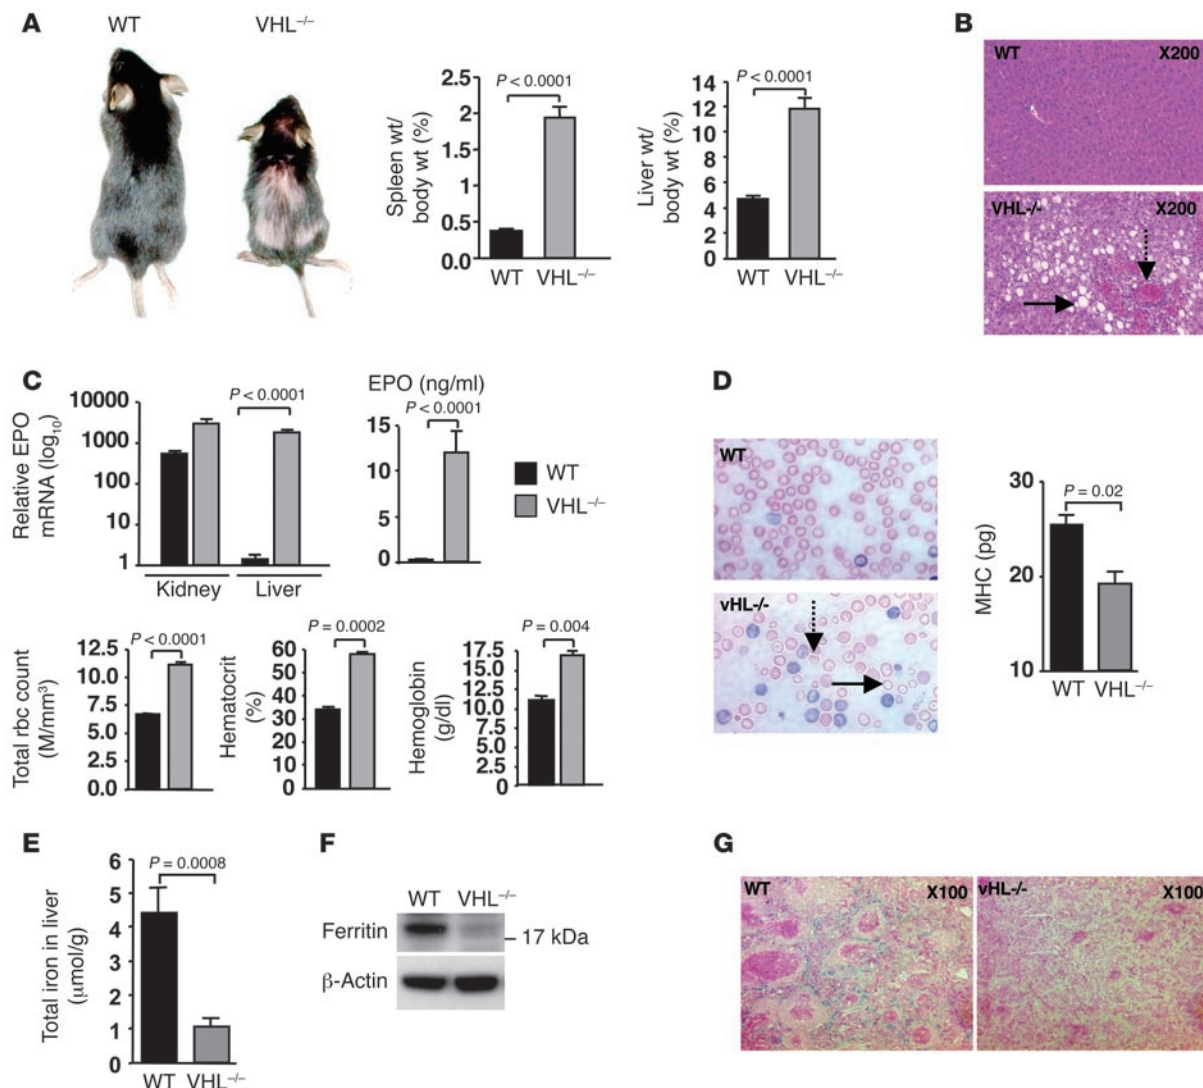 A
WT
VHL⁻/⁻
Spleen wt/
body wt (%)
2.5
2
1.5
1
0.5
0.0
P < 0.0001
WT
VHL⁻/⁻
Liver wt/
body wt (%)
14
12
10
8
6
4
2
0
P < 0.0001
WT
VHL⁻/⁻
B
WT
X200
VHL-/-
X200
C
Relative EPO
mRNA (log₁₀)
10000
1000
100
10
1
P < 0.0001
Kidney
Liver
EPO (ng/ml)
P < 0.0001
15
10
5
0
WT
VHL⁻/⁻
Total rbc count
(M/mm³)
12.5
10.0
7.5
5.0
2.5
0.0
P < 0.0001
Hematocrit
(%)
60
50
40
30
20
10
0
P = 0.0002
Hemoglobin
(g/dl)
17.5
15.0
12.5
10.0
7.5
5.0
2.5
0
P = 0.004
D
WT
vHL-/-
MHC (pg)
30
20
10
P = 0.02
WT
VHL⁻/⁻
E
Total iron in liver
(μmol/g)
6
5
4
3
2
1
0
P = 0.0008
WT
VHL⁻/⁻
F
WT
VHL⁻/⁻
Ferritin
17 kDa
β-Actin
G
WT
X100
vHL-/-
X100